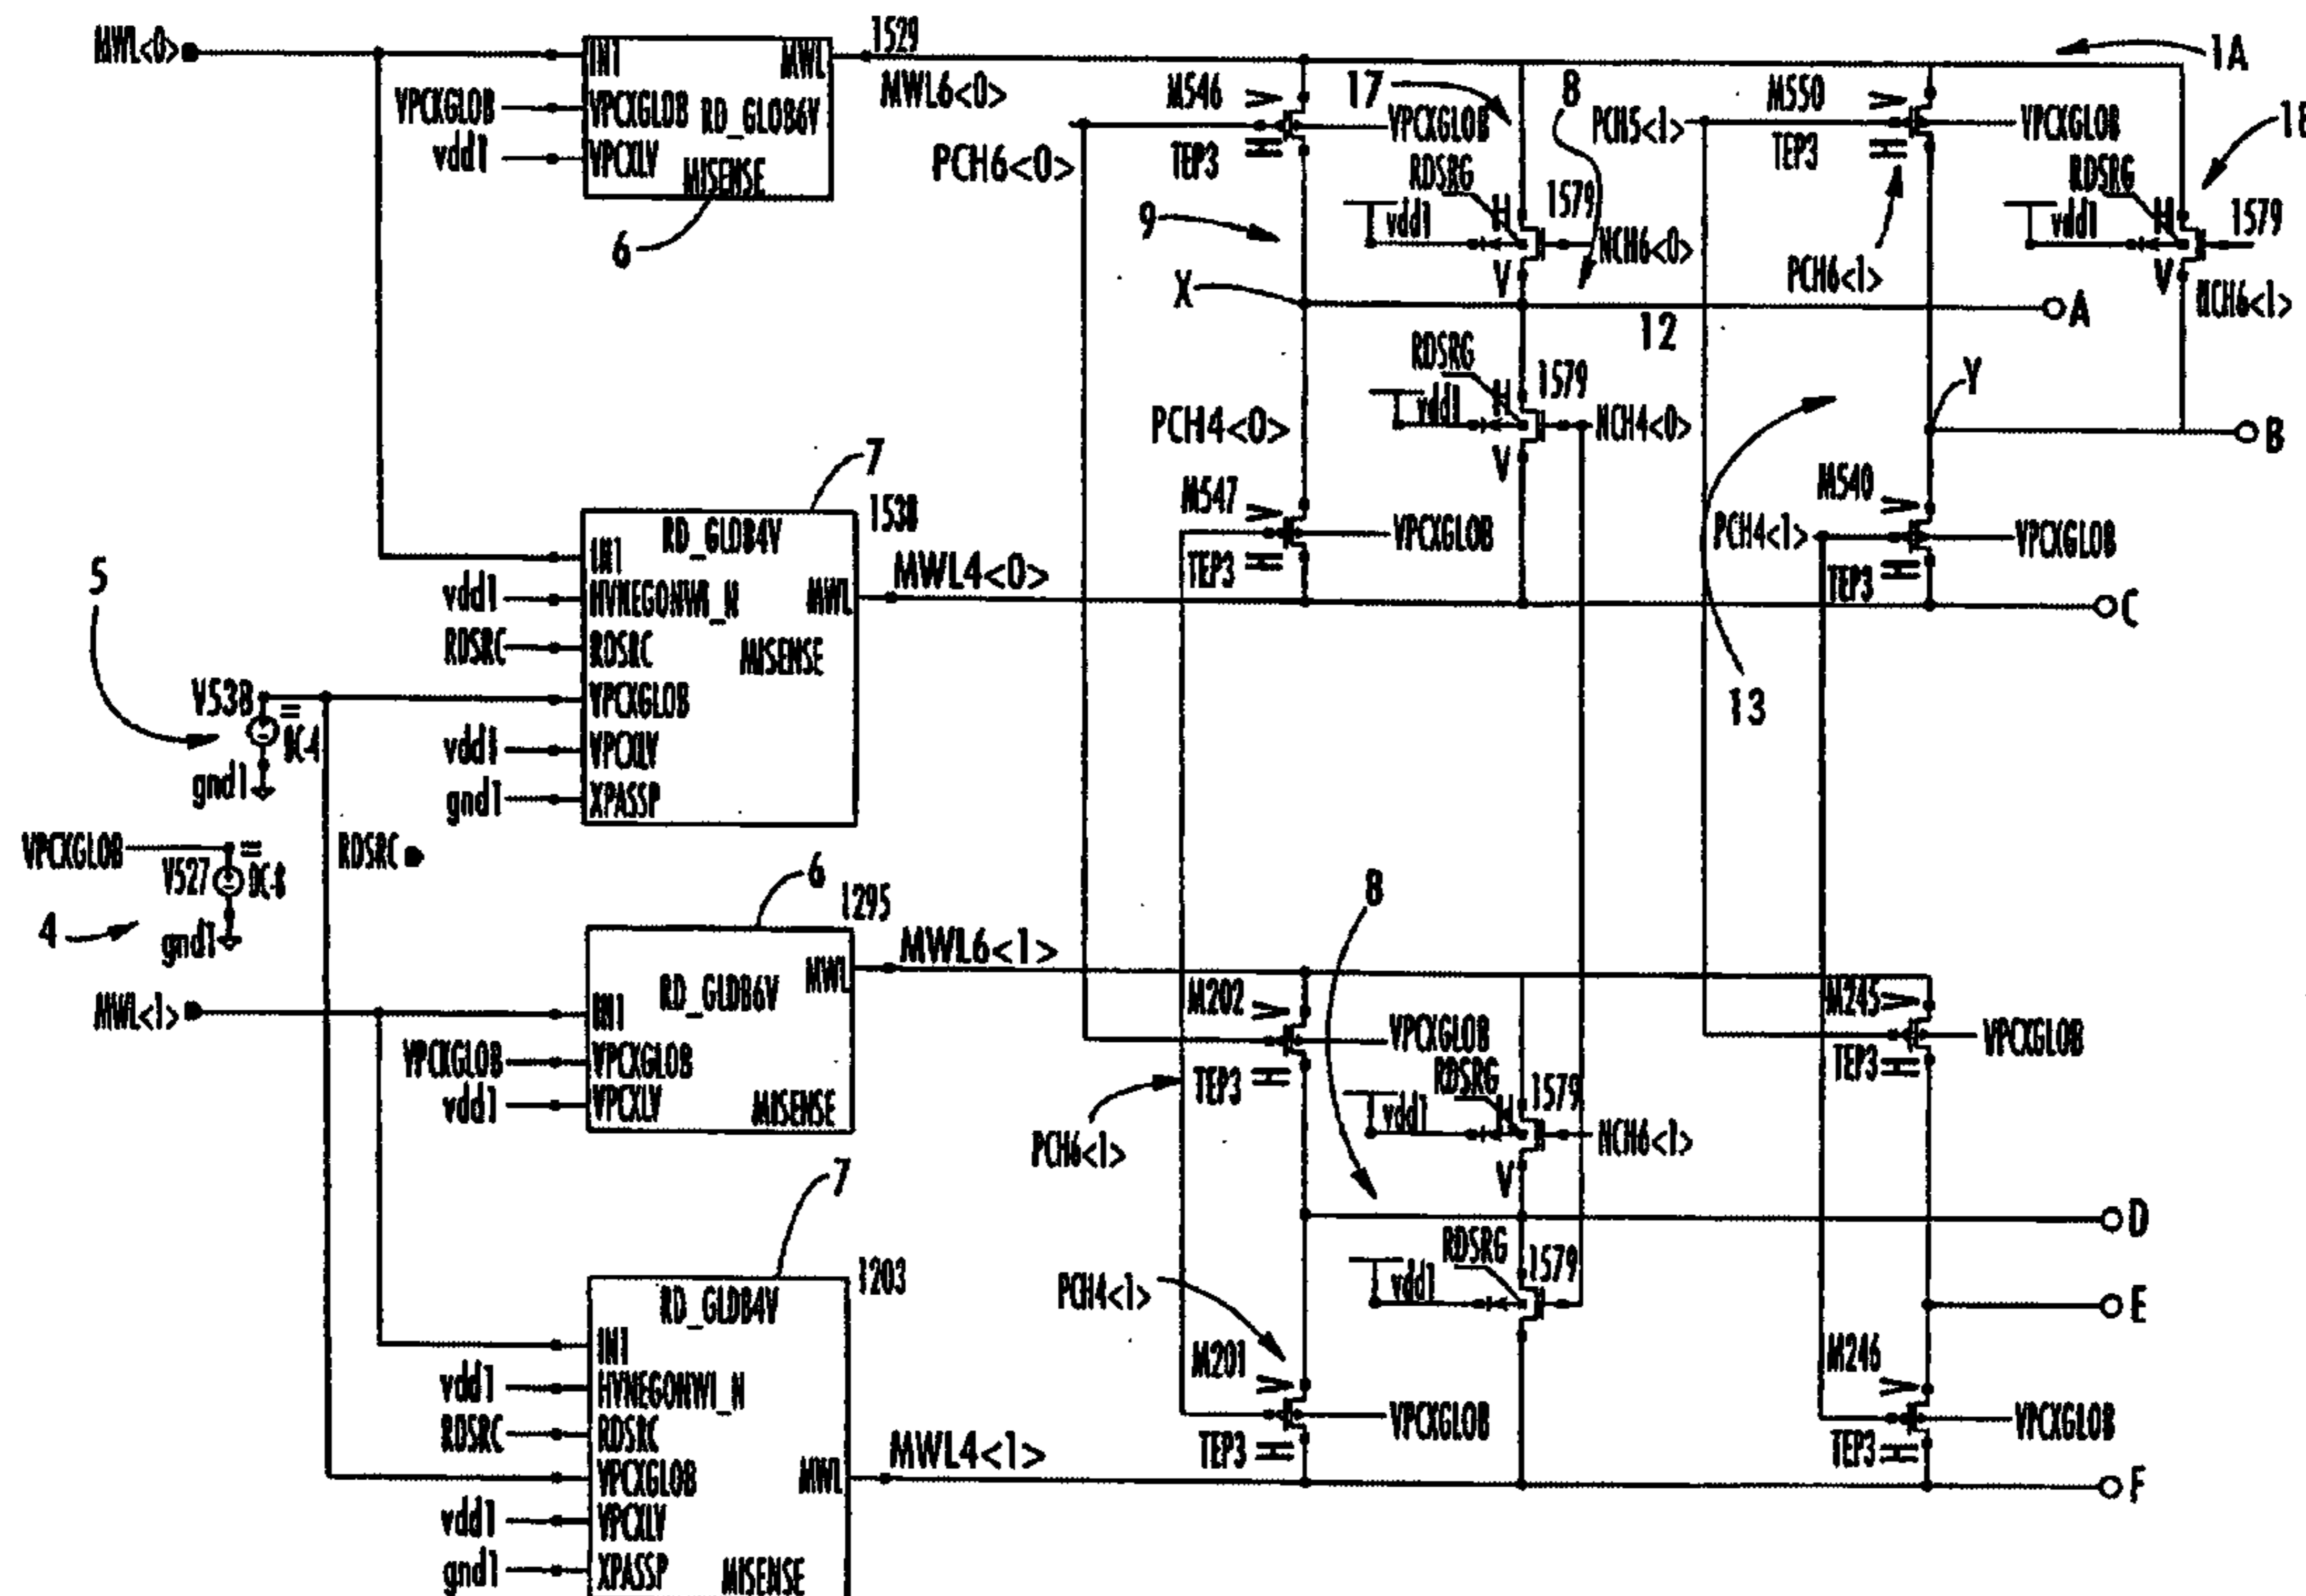 MWL<0>
IN1
MWL
1529
MWL6<0>
VPCXGLOB
VPCXGLOB
RD_GLOB6V
vdd1
VPCXLV
MISENSE
6
PCH6<0>
M546
V
TEP3
H
VPCXGLOB
17
8
RDSRG
H
1579
vdd1
NCH6<0>
V
PCH5<1>
M550
V
TEP3
H
VPCXGLOB
1A
18
PCH6<1>
RDSRG
H
1579
vdd1
V
NCH6<1>
9
X
A
12
RDSRG
H
1579
vdd1
NCH4<0>
V
Y
B
PCH4<0>
M547
V
TEP3
H
VPCXGLOB
M540
V
PCH4<1>
TEP3
H
VPCXGLOB
C
13
7
1538
RD_GLDB4V
IN1
vdd1
HVNEGONWI_N
MWL
MWL4<0>
RDSRC
RDSRC
MISENSE
VPCXGLOB
vdd1
VPCXLV
gnd1
XPASSP
5
V538
=
DC4
gnd1
VPCXGLOB
=
V527
gnd1
4
RDSRC
6
1295
MWL<1>
RD_GLDB6V
MWL
MWL6<1>
IN1
VPCXGLOB
VPCXGLOB
vdd1
VPCXLV
MISENSE
M202
V
TEP3
H
VPCXGLOB
8
RDSRG
H
1579
vdd1
NCH6<1>
V
PCH6<1>
M245
V
TEP3
H
VPCXGLOB
D
RDSRG
1579
vdd1
E
PCH4<1>
M201
V
TEP3
H
VPCXGLOB
M246
V
TEP3
H
VPCXGLOB
F
7
1203
RD_GLDB4V
IN1
vdd1
HVNEGONWI_N
RDSRC
RDSRC
VPCXGLOB
MWL
MWL4<1>
vdd1
VPCXLV
gnd1
XPASSP
MISENSE